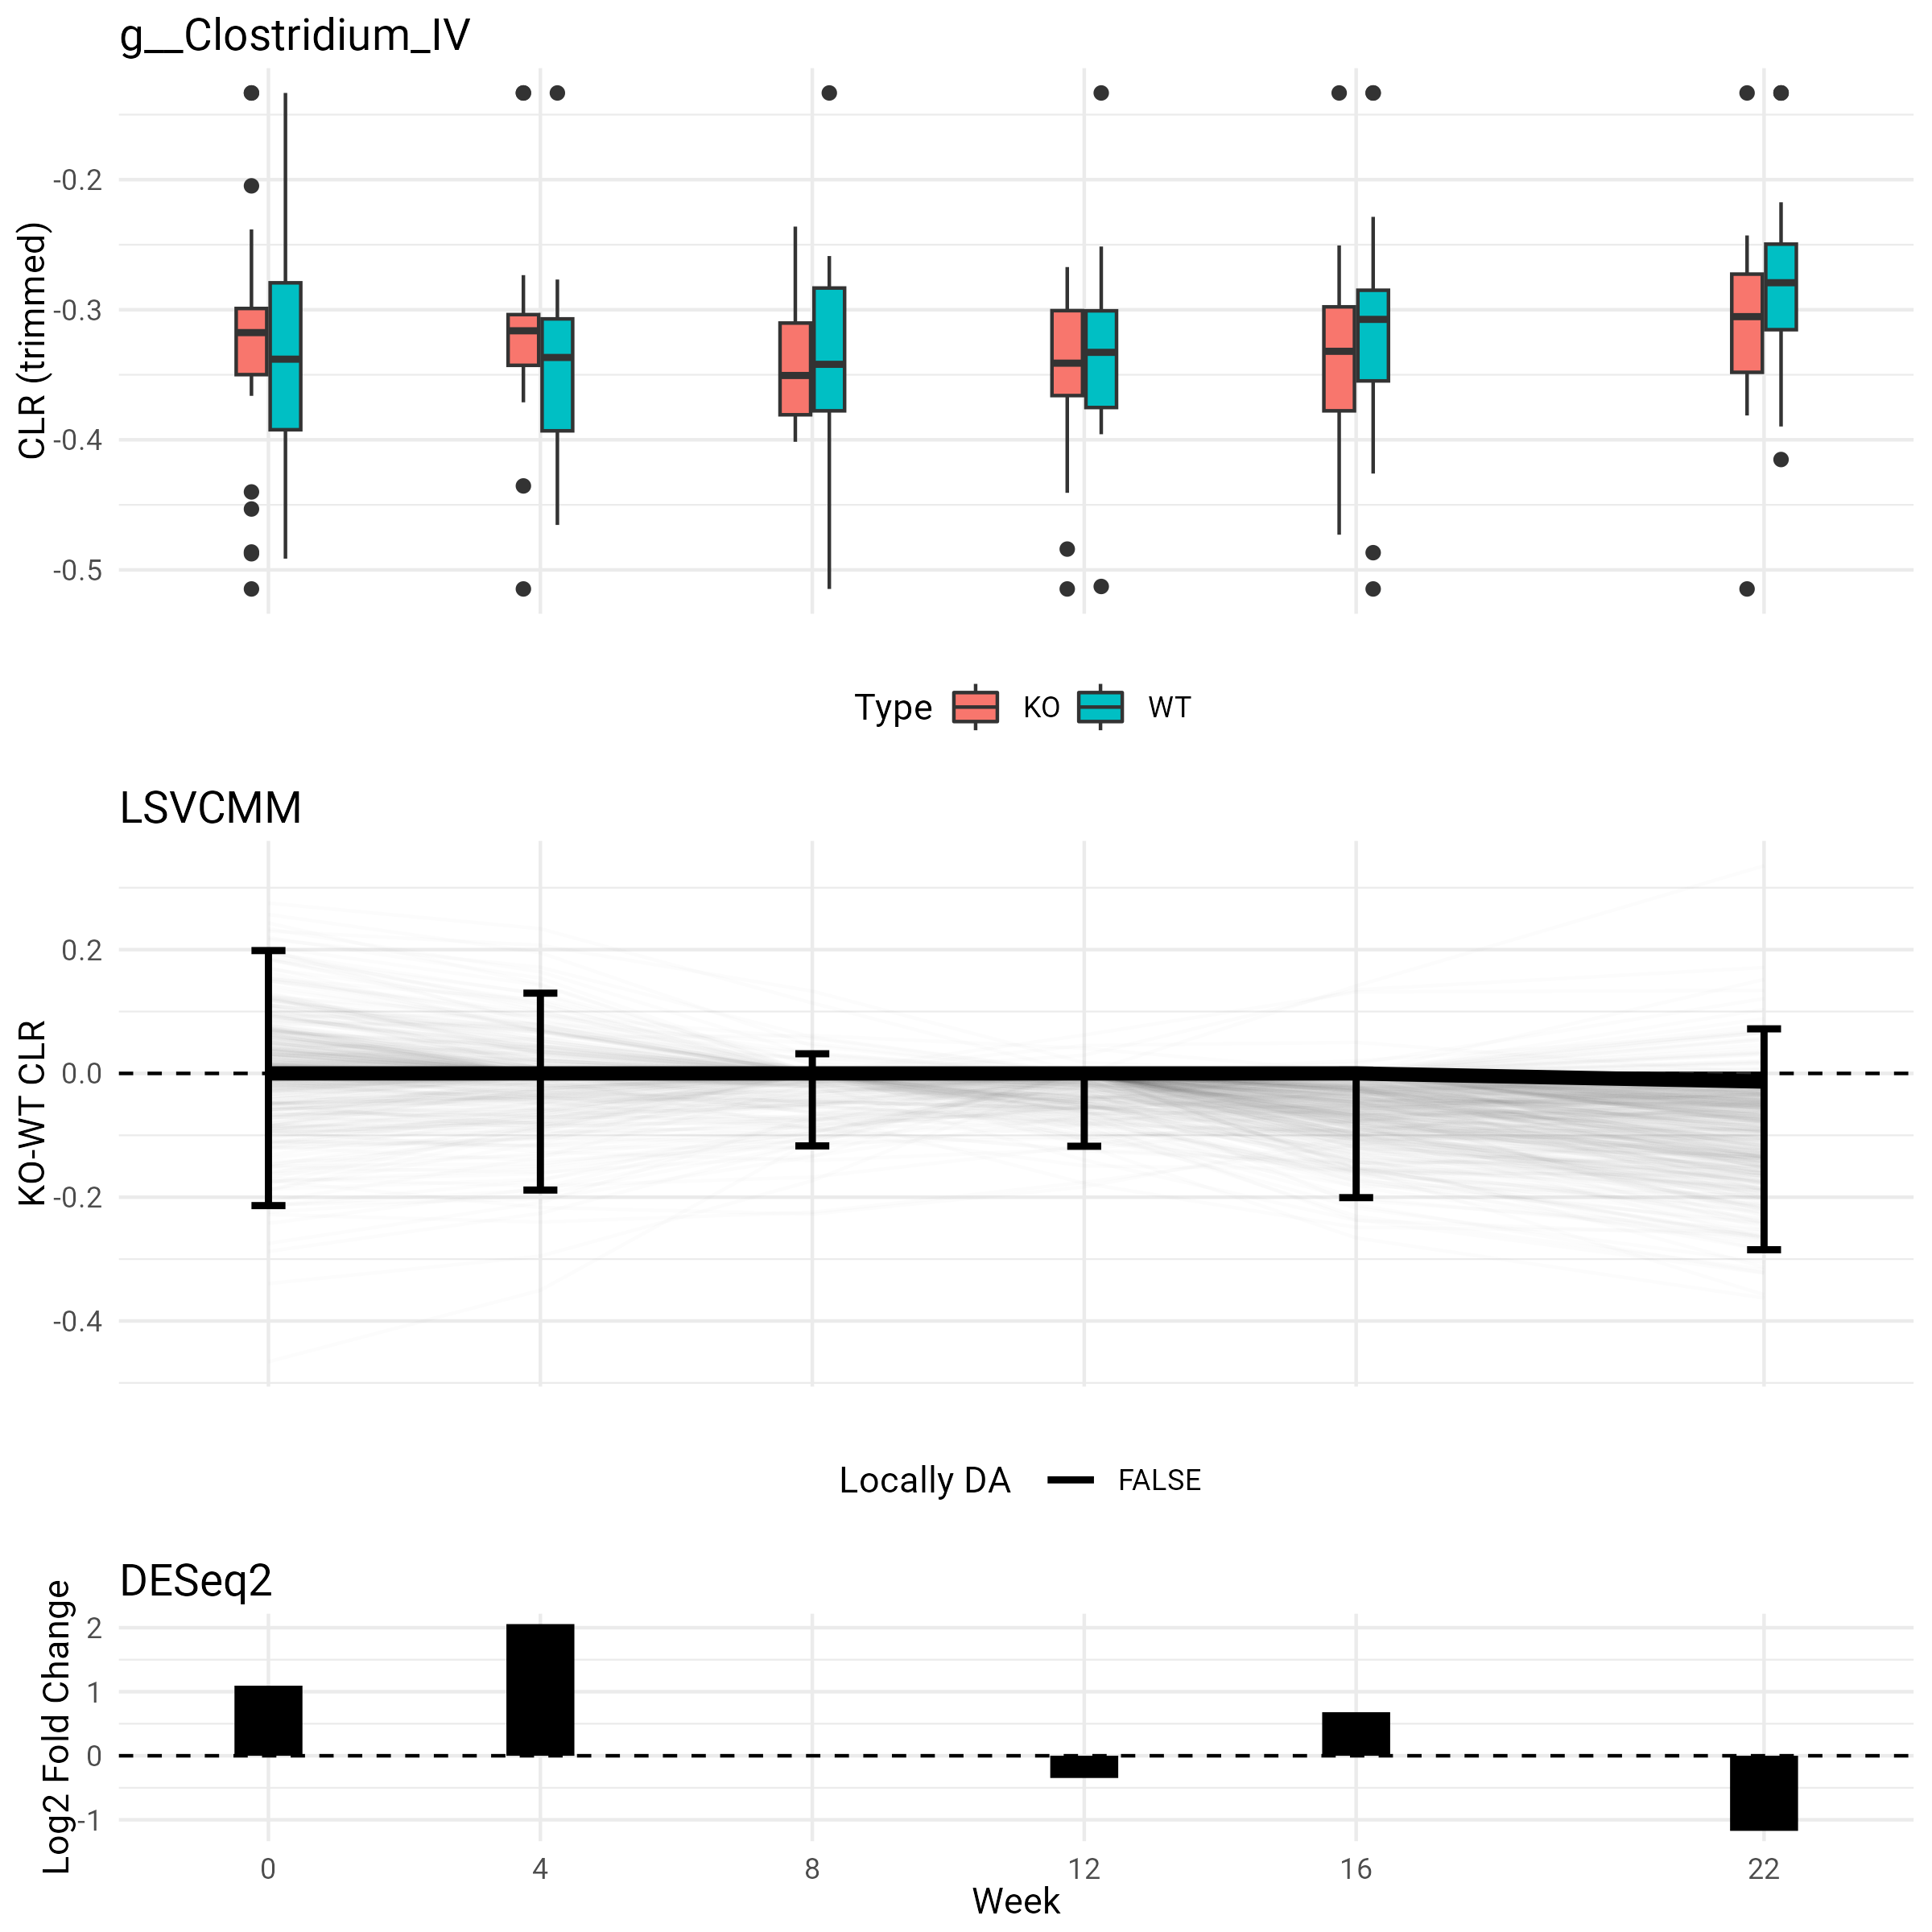 g__Clostridium_IV
CLR (trimmed)
-0.2
-0.3
-0.4
-0.5
Type KO WT
LSVCMM
KO-WT CLR
0.2
0.0
-0.2
-0.4
Locally DA FALSE
DESeq2
Log2 Fold Change
2
1
0
-1
0 4 8 12 16 22
Week